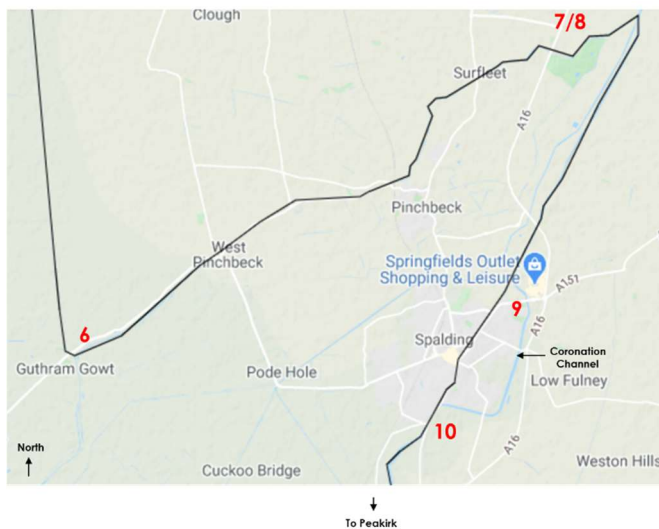 Clough
7/8
Surfleet
A16
Pinchbeck
West
Pinchbeck
Springfields Outlet
Shopping & Leisure
A151
9
6
A16
Guthram Gowt
Spalding
Coronation
Channel
Pode Hole
Low Fulney
10
A16
North
Cuckoo Bridge
Weston Hills
To Peakirk